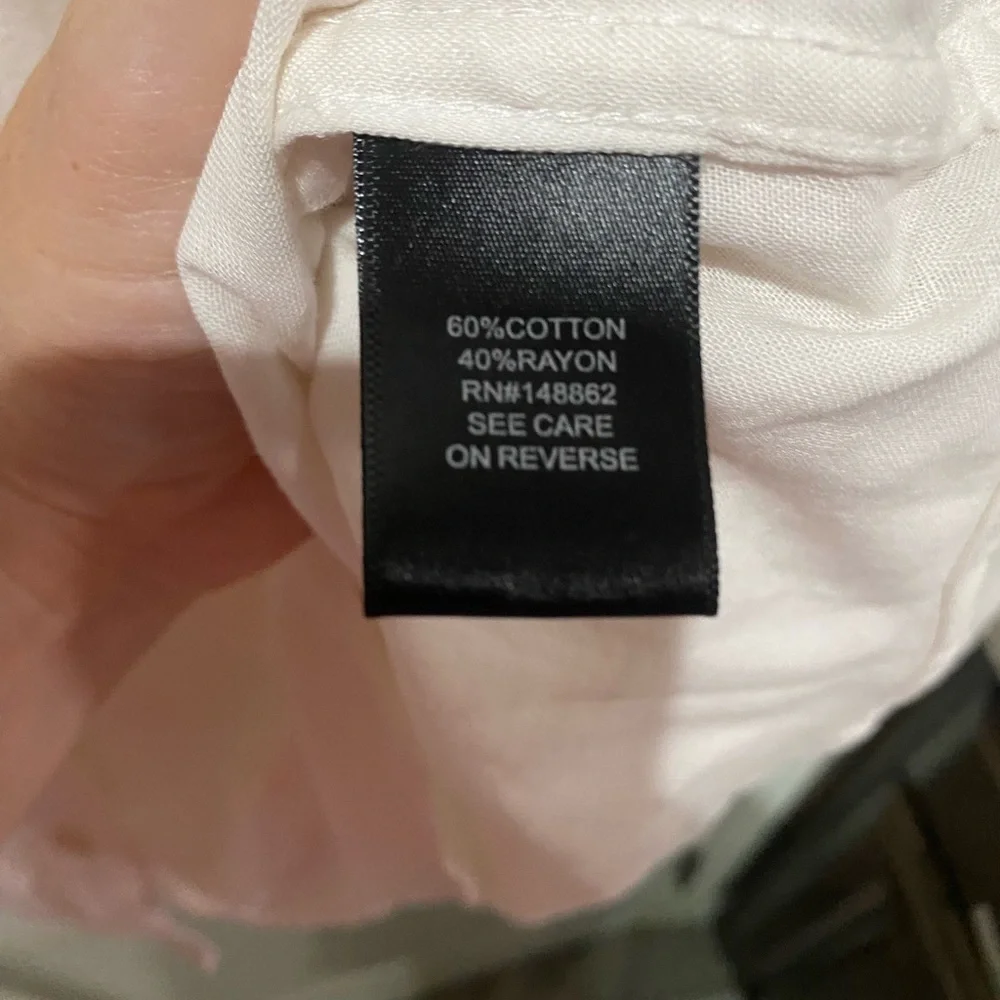 60%COTTON
40%RAYON
RN#148862
SEE CARE
ON REVERSE